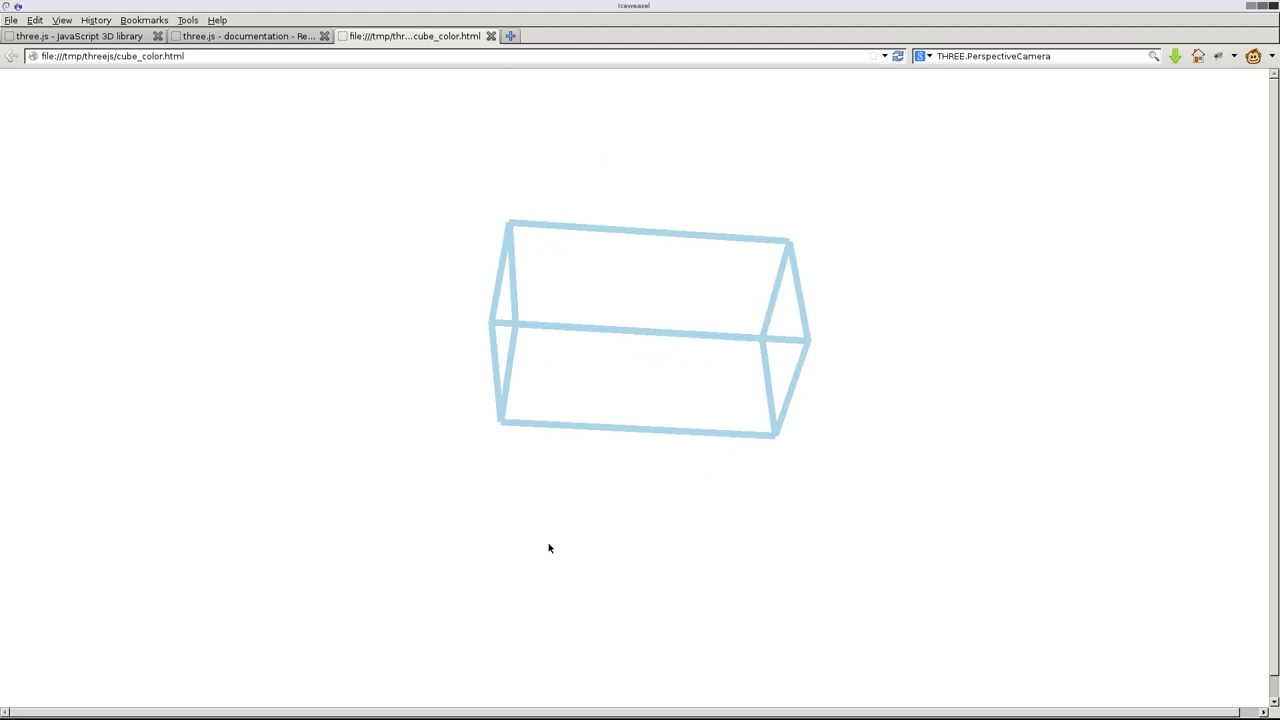 Iceweasel
File Edit View History Bookmarks Tools Help
three.js - JavaScript 3D library three.js - documentation - Re... file:///tmp/thr...cube_color.html
file:///tmp/threejs/cube_color.html THREE.PerspectiveCamera